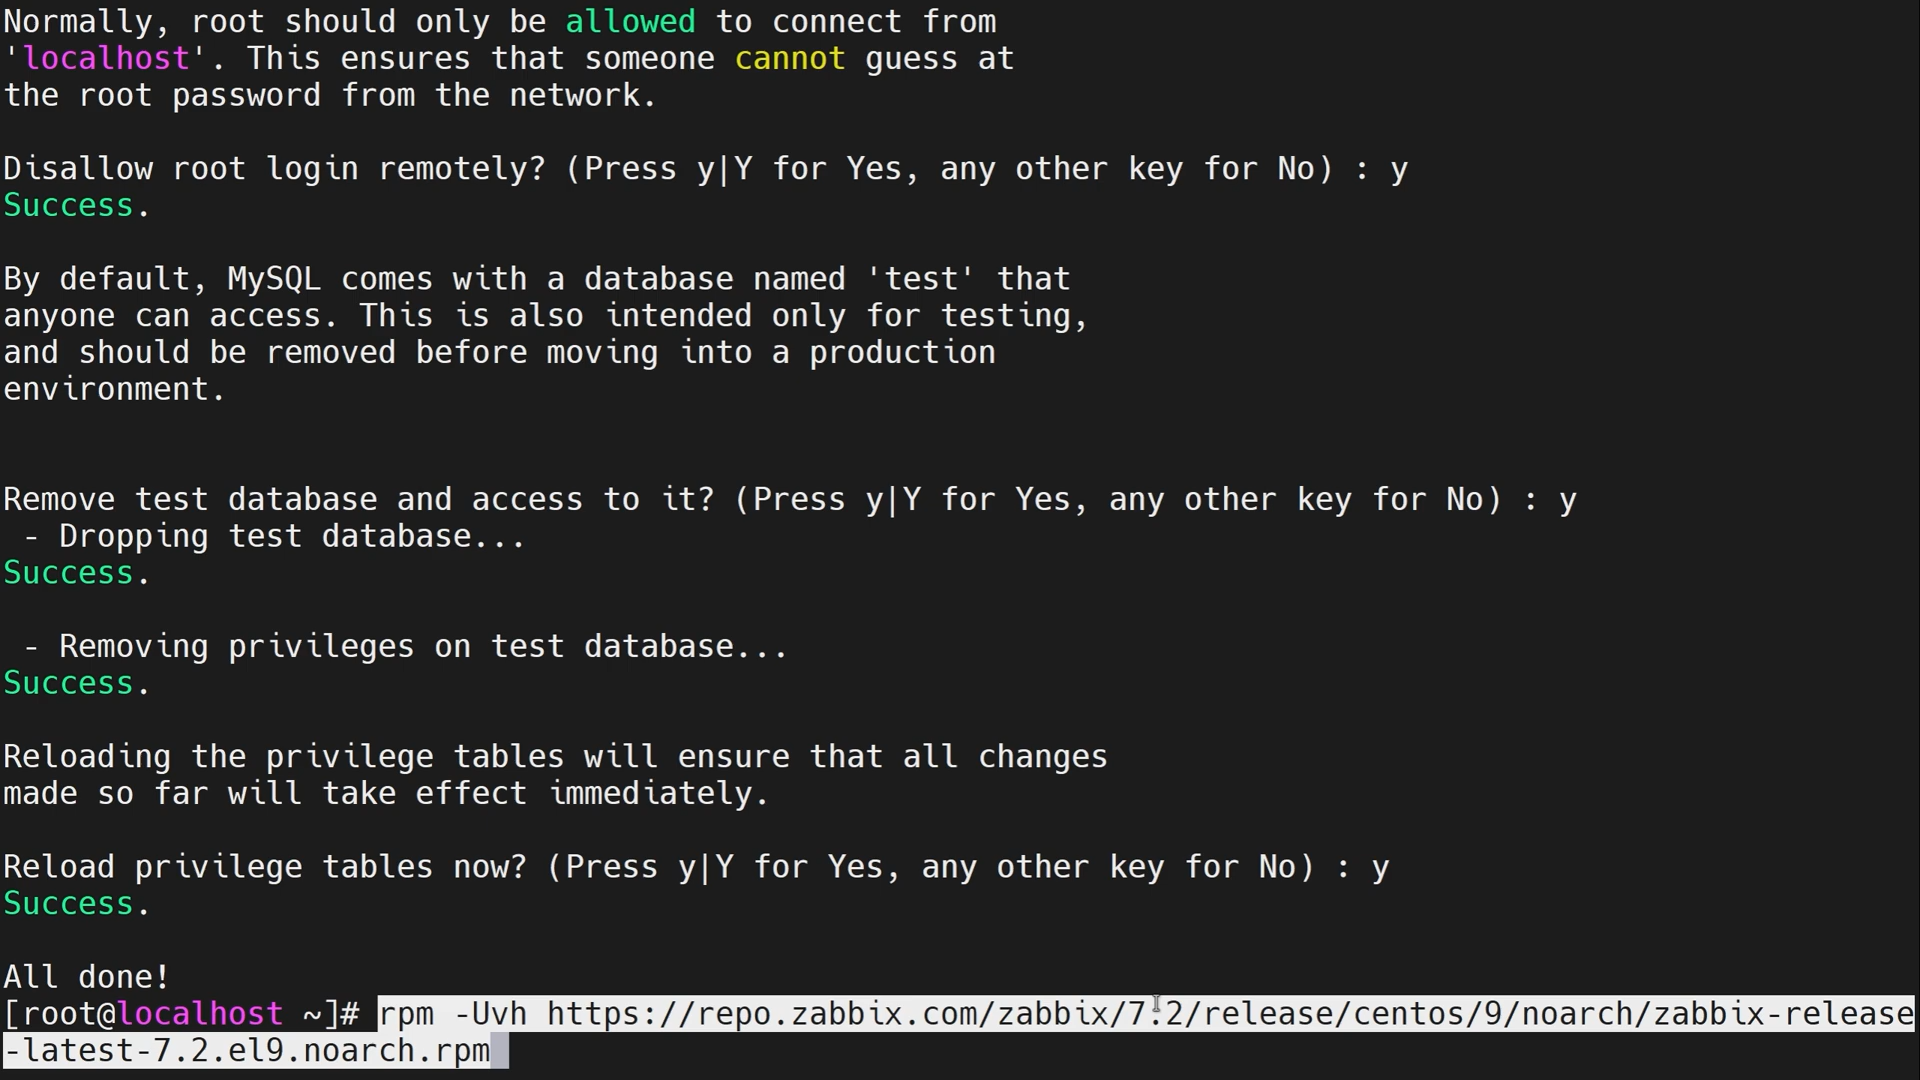 Normally, root should only be allowed to connect from
'localhost'. This ensures that someone cannot guess at
the root password from the network.
Disallow root login remotely? (Press y|Y for Yes, any other key for No) : y
Success.
By default, MySQL comes with a database named 'test' that
anyone can access. This is also intended only for testing,
and should be removed before moving into a production
environment.
Remove test database and access to it? (Press y|Y for Yes, any other key for No) : y
 - Dropping test database...
Success.
 - Removing privileges on test database...
Success.
Reloading the privilege tables will ensure that all changes
made so far will take effect immediately.
Reload privilege tables now? (Press y|Y for Yes, any other key for No) : y
Success.
All done!
[root@localhost ~]# rpm -Uvh https://repo.zabbix.com/zabbix/7.2/release/centos/9/noarch/zabbix-release
-latest-7.2.el9.noarch.rpm